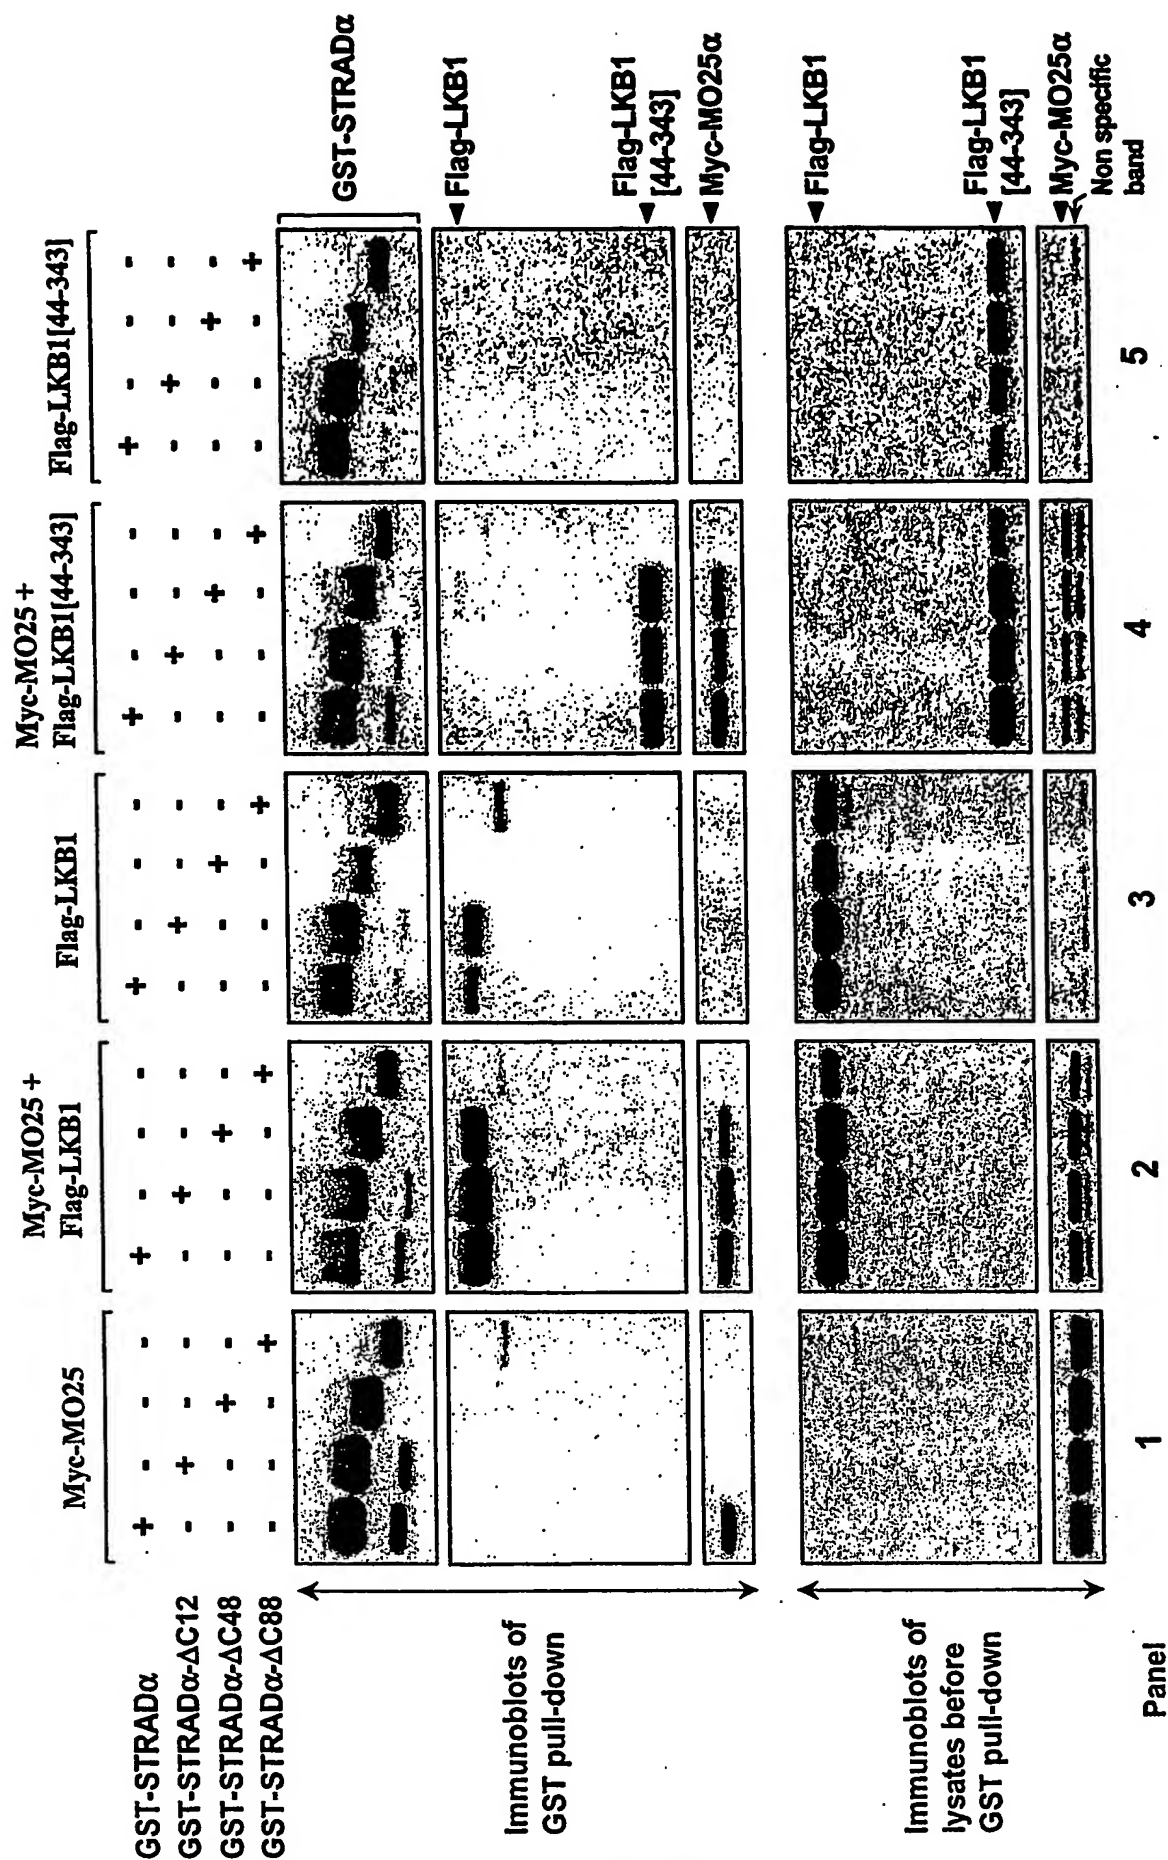 Myc-MO25
Myc-MO25 +
Flag-LKB1
Flag-LKB1
Myc-MO25 +
Flag-LKB1[44-343]
Flag-LKB1[44-343]
GST-STRADα + - - - + - - - + - - - + - - - + - - -
GST-STRADα-ΔC12 - + - - - + - - - + - - - + - - - + - -
GST-STRADα-ΔC48 - - + - - - + - - - + - - - + - - - + -
GST-STRADα-ΔC88 - - - + - - - + - - - + - - - + - - - +
GST-STRADα
Immunoblots of
GST pull-down
Flag-LKB1
Flag-LKB1
[44-343]
Myc-MO25α
Immunoblots of
lysates before
GST pull-down
Flag-LKB1
Flag-LKB1
[44-343]
Myc-MO25α
Non specific
band
Panel 1 2 3 4 5